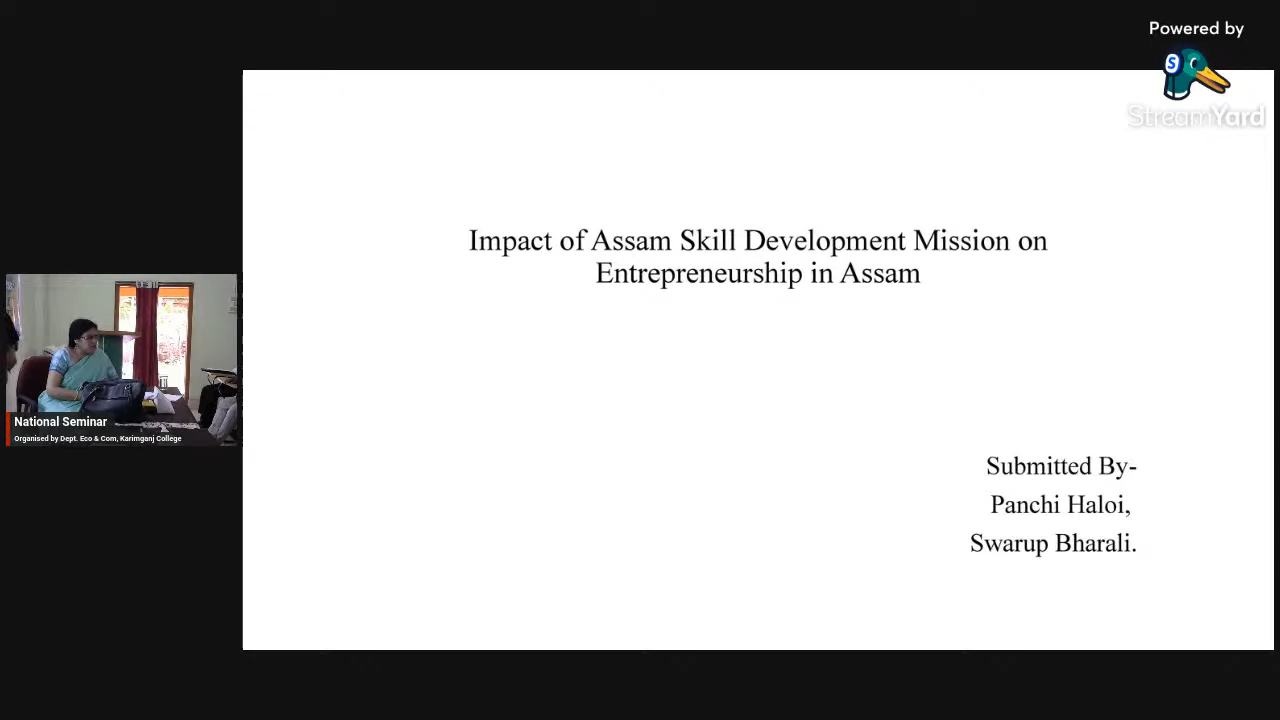 Powered by
StreamYard
Impact of Assam Skill Development Mission on
Entrepreneurship in Assam
Submitted By-
Panchi Haloi,
Swarup Bharali.
National Seminar
Organised by Dept. Eco & Com, Karimganj College